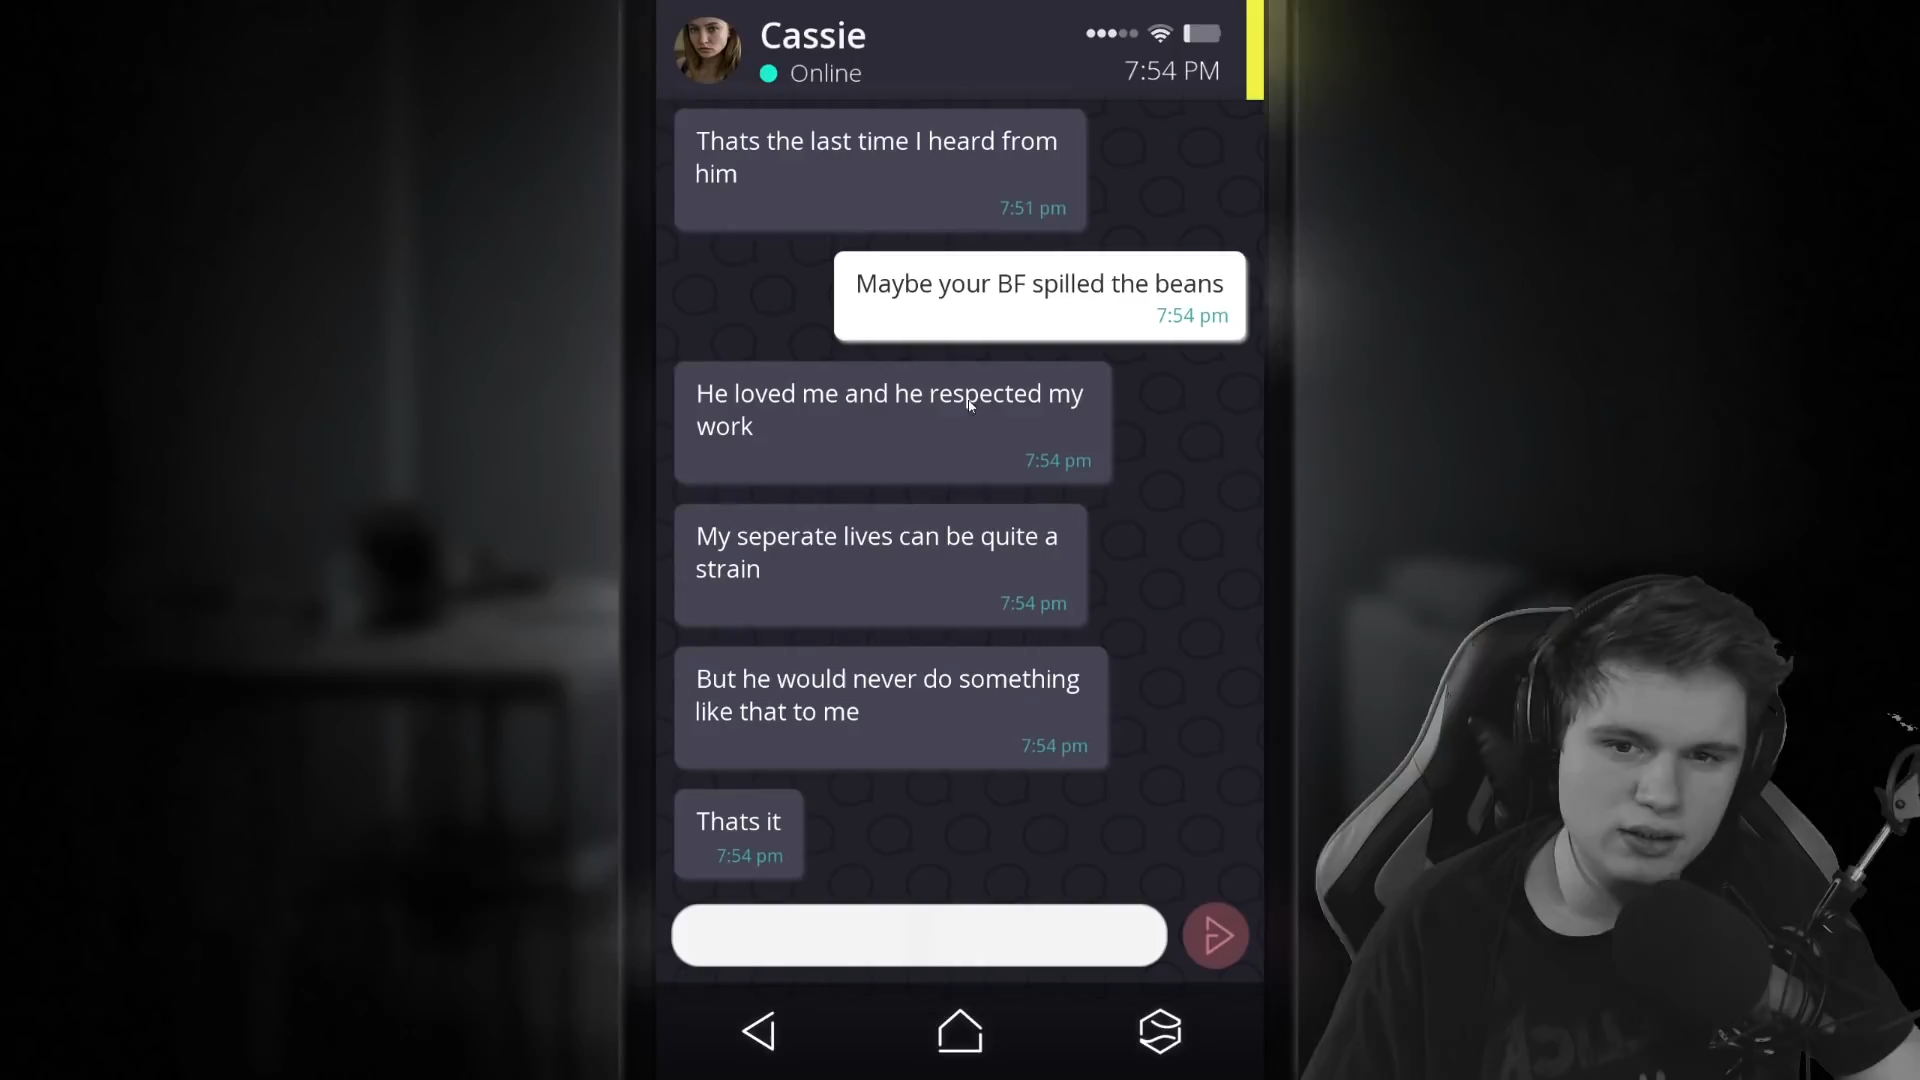 Cassie
Online
7:54 PM
Thats the last time I heard from
him
7:51 pm
Maybe your BF spilled the beans
7:54 pm
He loved me and he respected my
work
7:54 pm
My seperate lives can be quite a
strain
7:54 pm
But he would never do something
like that to me
7:54 pm
Thats it
7:54 pm